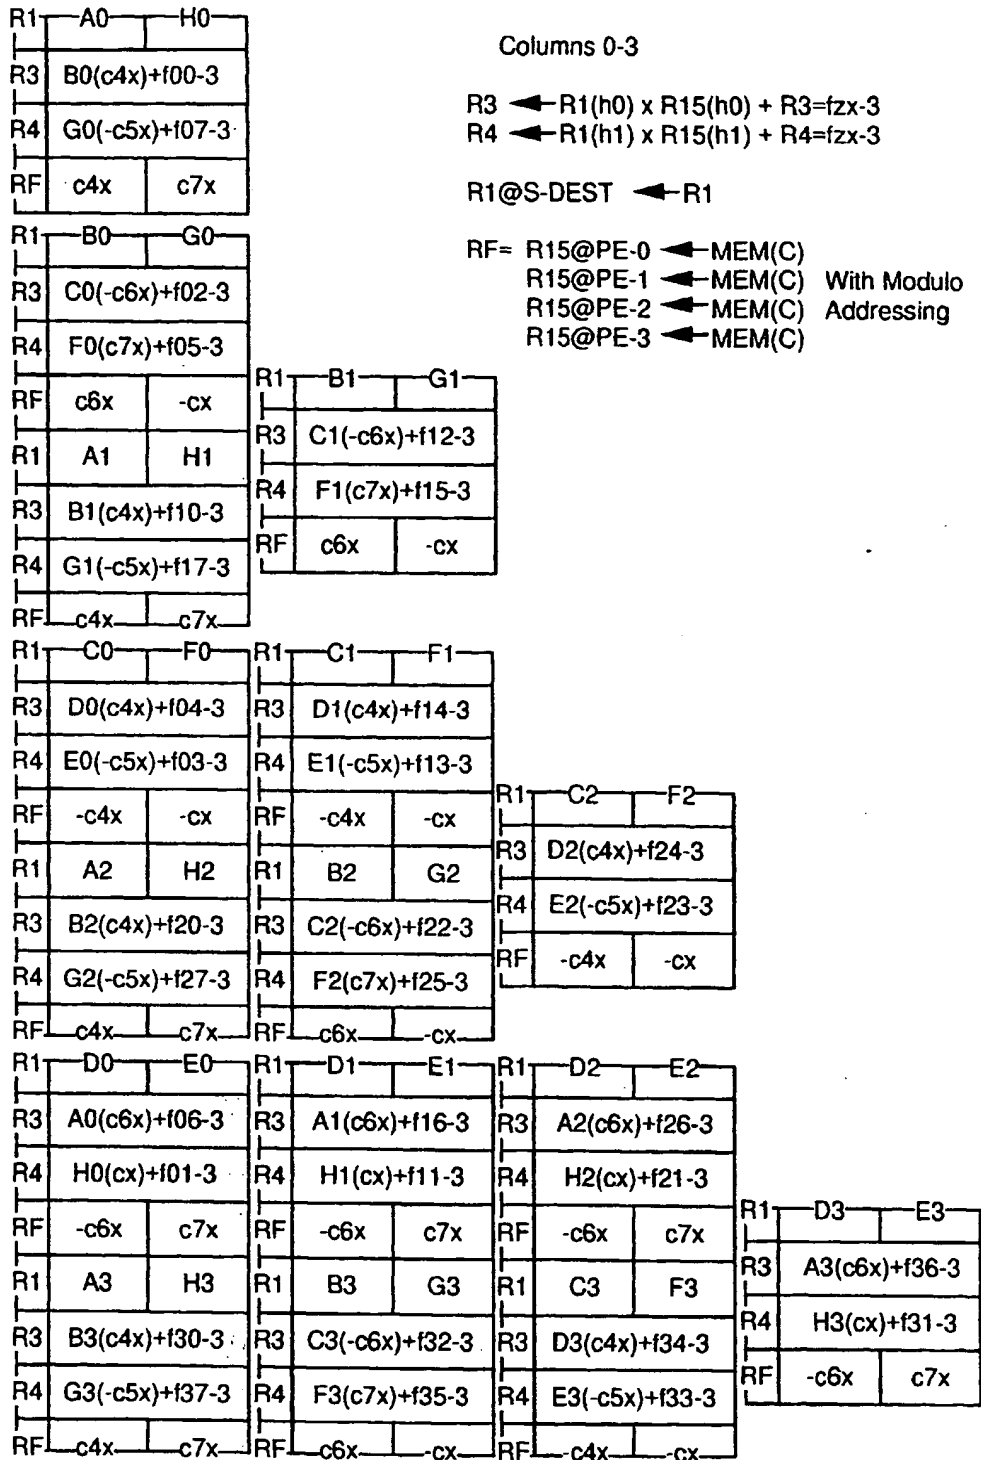 Columns 0-3
R3 ← R1(h0) x R15(h0) + R3=fzx-3
R4 ← R1(h1) x R15(h1) + R4=fzx-3
R1@S-DEST ← R1
RF= R15@PE-0 ← MEM(C)
R15@PE-1 ← MEM(C) With Modulo
R15@PE-2 ← MEM(C) Addressing
R15@PE-3 ← MEM(C)
R1 A0 H0
R3 B0(c4x)+f00-3
R4 G0(-c5x)+f07-3
RF c4x c7x
R1 B0 G0
R3 C0(-c6x)+f02-3
R4 F0(c7x)+f05-3
RF c6x -cx
R1 A1 H1
R3 B1(c4x)+f10-3
R4 G1(-c5x)+f17-3
RF c4x c7x
R1 B1 G1
R3 C1(-c6x)+f12-3
R4 F1(c7x)+f15-3
RF c6x -cx
R1 C0 F0
R3 D0(c4x)+f04-3
R4 E0(-c5x)+f03-3
RF -c4x -cx
R1 A2 H2
R3 B2(c4x)+f20-3
R4 G2(-c5x)+f27-3
RF c4x c7x
R1 C1 F1
R3 D1(c4x)+f14-3
R4 E1(-c5x)+f13-3
RF -c4x -cx
R1 B2 G2
R3 C2(-c6x)+f22-3
R4 F2(c7x)+f25-3
RF c6x -cx
R1 C2 F2
R3 D2(c4x)+f24-3
R4 E2(-c5x)+f23-3
RF -c4x -cx
R1 D0 E0
R3 A0(c6x)+f06-3
R4 H0(cx)+f01-3
RF -c6x c7x
R1 A3 H3
R3 B3(c4x)+f30-3
R4 G3(-c5x)+f37-3
RF c4x c7x
R1 D1 E1
R3 A1(c6x)+f16-3
R4 H1(cx)+f11-3
RF -c6x c7x
R1 B3 G3
R3 C3(-c6x)+f32-3
R4 F3(c7x)+f35-3
RF c6x -cx
R1 D2 E2
R3 A2(c6x)+f26-3
R4 H2(cx)+f21-3
RF -c6x c7x
R1 C3 F3
R3 D3(c4x)+f34-3
R4 E3(-c5x)+f33-3
RF -c4x -cx
R1 D3 E3
R3 A3(c6x)+f36-3
R4 H3(cx)+f31-3
RF -c6x c7x